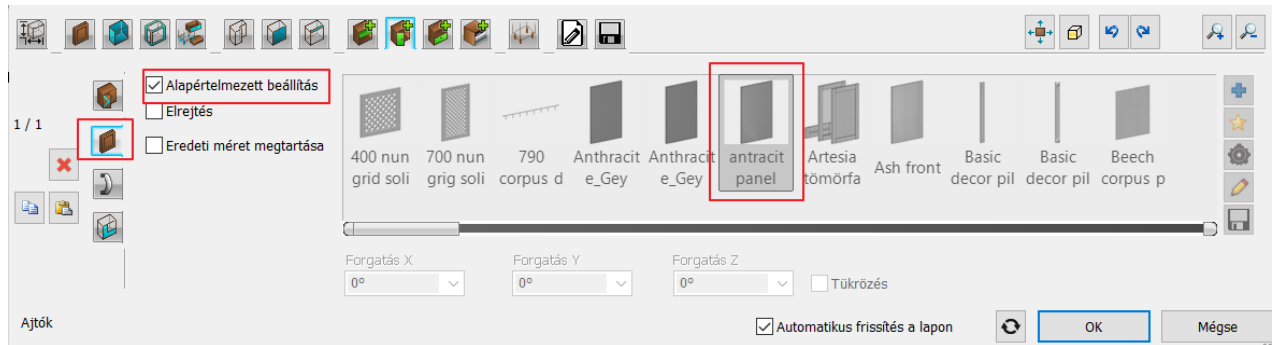 Alapértelmezett beállítás
Elrejtés
Eredeti méret megtartása
1 / 1
400 nun grid soli
700 nun grig soli
790 corpus d
Anthracit e_Gey
Anthracit e_Gey
antracit panel
Artesia tömörfa
Ash front
Basic decor pil
Basic decor pil
Beech corpus p
Forgatás X
Forgatás Y
Forgatás Z
0°
0°
0°
Tükrözés
Ajtók
Automatikus frissítés a lapon
OK
Mégse